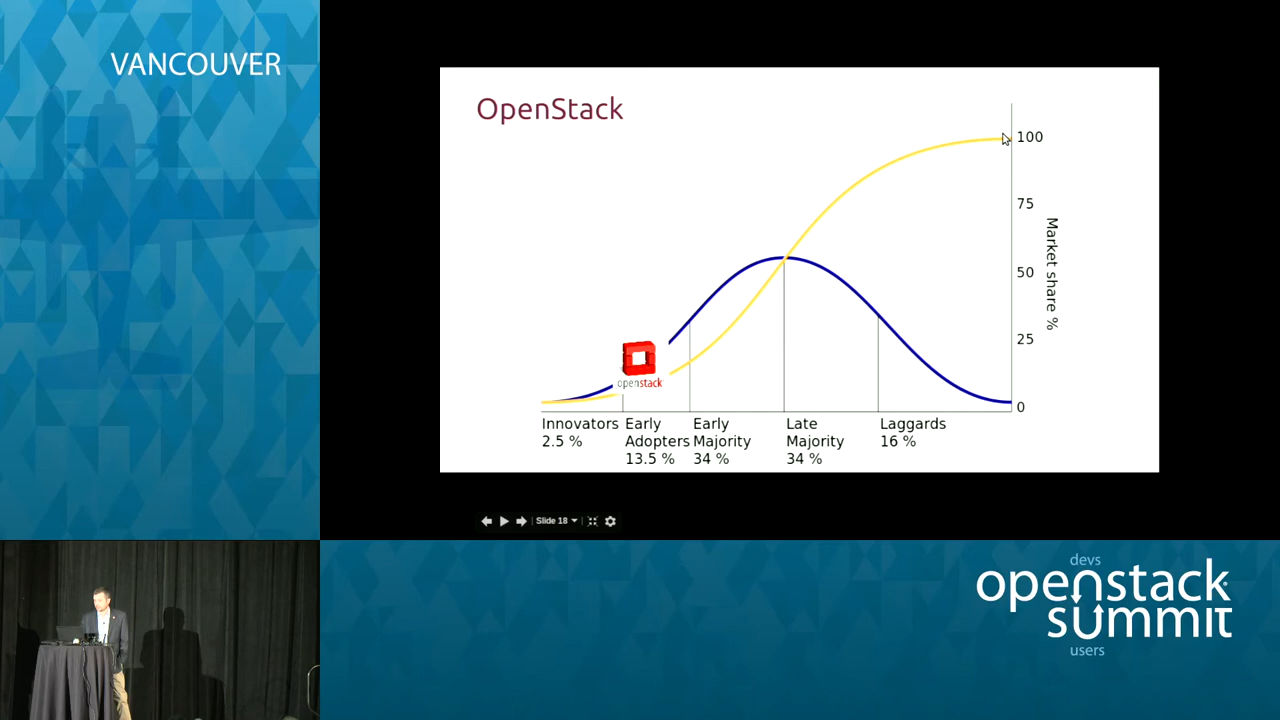 VANCOUVER
OpenStack
100
75
50
25
0
Market share %
openstack
Innovators
2.5 %
Early
Adopters
13.5 %
Early
Majority
34 %
Late
Majority
34 %
Laggards
16 %
Slide 18
devs
openstack
summit
users